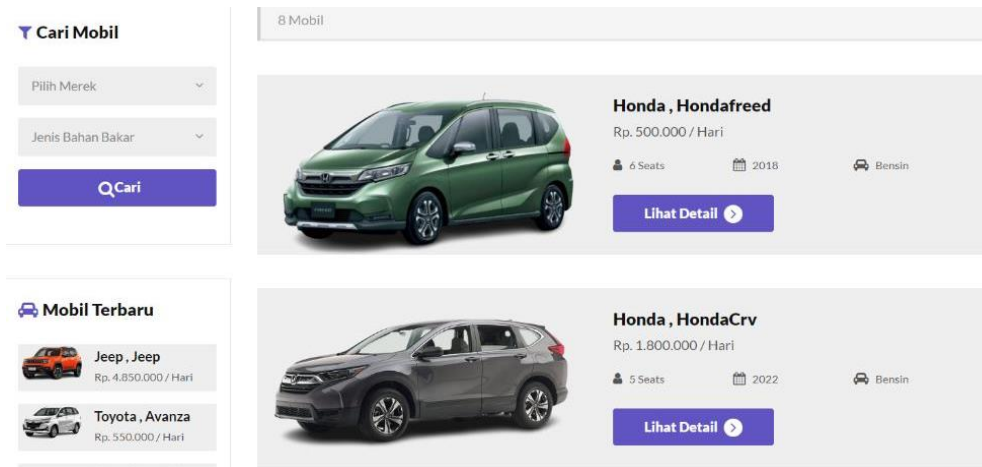 Cari Mobil
Pilih Merek
Jenis Bahan Bakar
Cari
Mobil Terbaru
Jeep , Jeep
Rp. 4.850.000 / Hari
Toyota , Avanza
Rp. 550.000 / Hari
8 Mobil
Honda , Hondafreed
Rp. 500.000 / Hari
6 Seats 2018 Bensin
Lihat Detail
Honda , HondaCrv
Rp. 1.800.000 / Hari
5 Seats 2022 Bensin
Lihat Detail